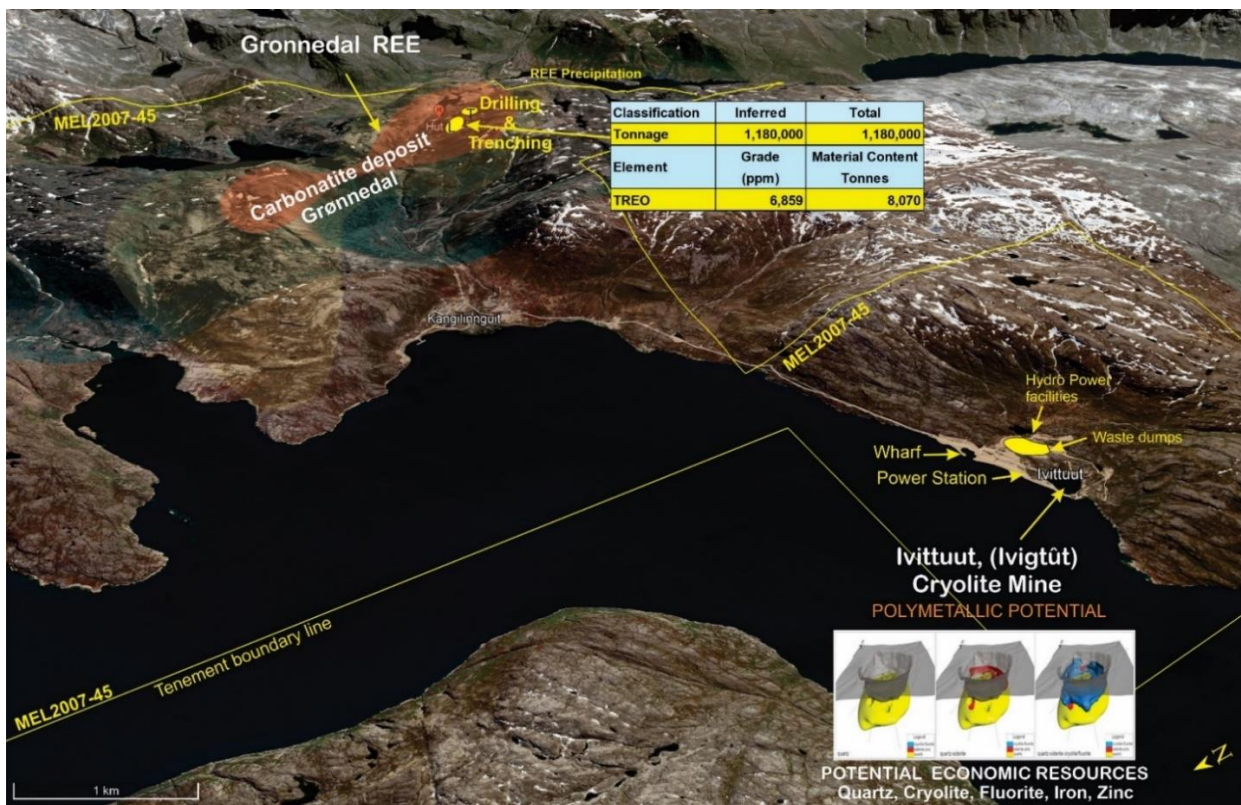 Gronnedal REE
REE Precipitation
MEL2007-45
Drilling
&
Trenching
Hut
Carbonatite deposit
Grønnedal
Classification Inferred Total
Tonnage 1,180,000 1,180,000
Element Grade Material Content
(ppm) Tonnes
TREO 6,859 8,070
Kangilinnguit
MEL2007-45
Hydro Power
facilities
Waste dumps
Wharf
Power Station
Ivittuut
Ivittuut, (Ivigtût)
Cryolite Mine
POLYMETALLIC POTENTIAL
MEL2007-45
Tenement boundary line
Legend
Legend
Legend
POTENTIAL ECONOMIC RESOURCES
Quartz, Cryolite, Fluorite, Iron, Zinc
1 km
N